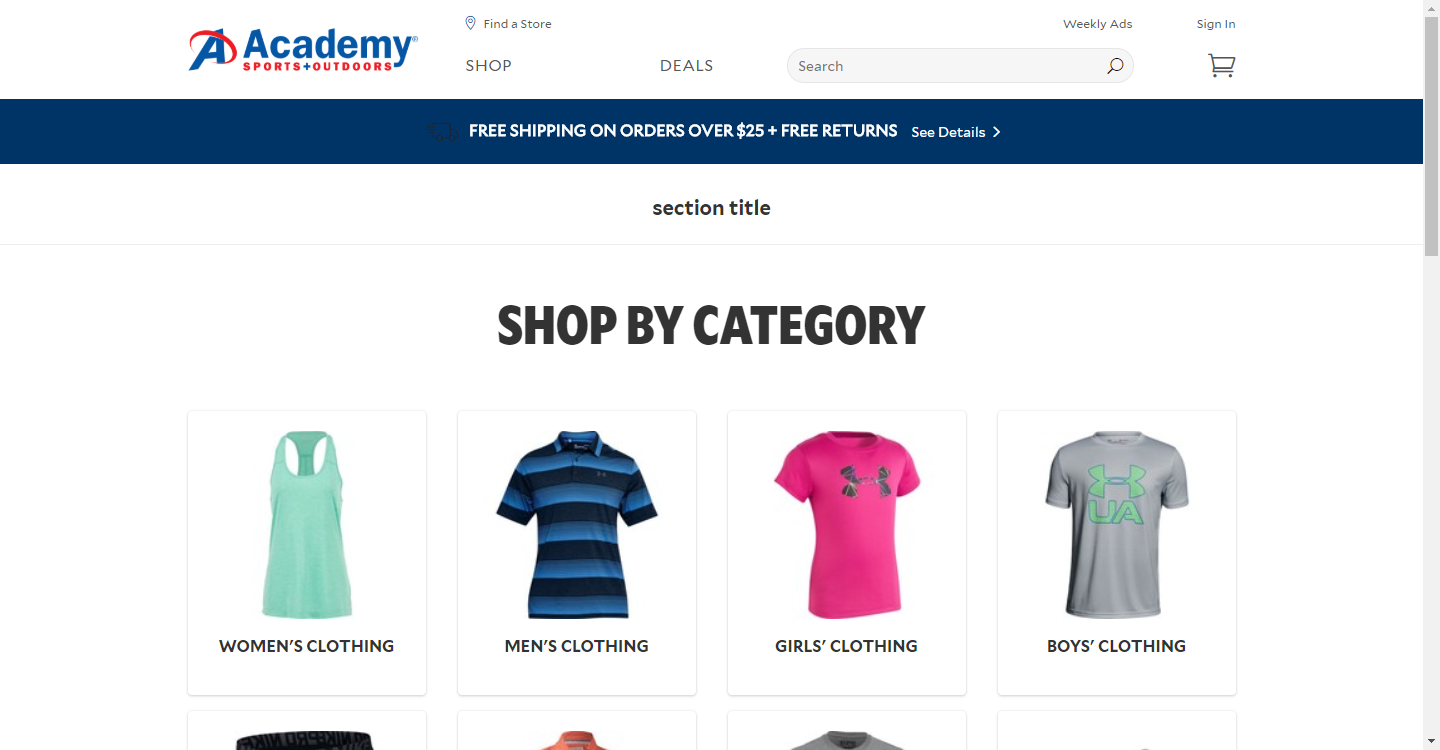 Find a Store
Weekly Ads
Sign In
Academy
SPORTS+OUTDOORS
SHOP
DEALS
Search
FREE SHIPPING ON ORDERS OVER $25 + FREE RETURNS See Details >
section title
SHOP BY CATEGORY
UA
WOMEN'S CLOTHING
MEN'S CLOTHING
GIRLS' CLOTHING
BOYS' CLOTHING